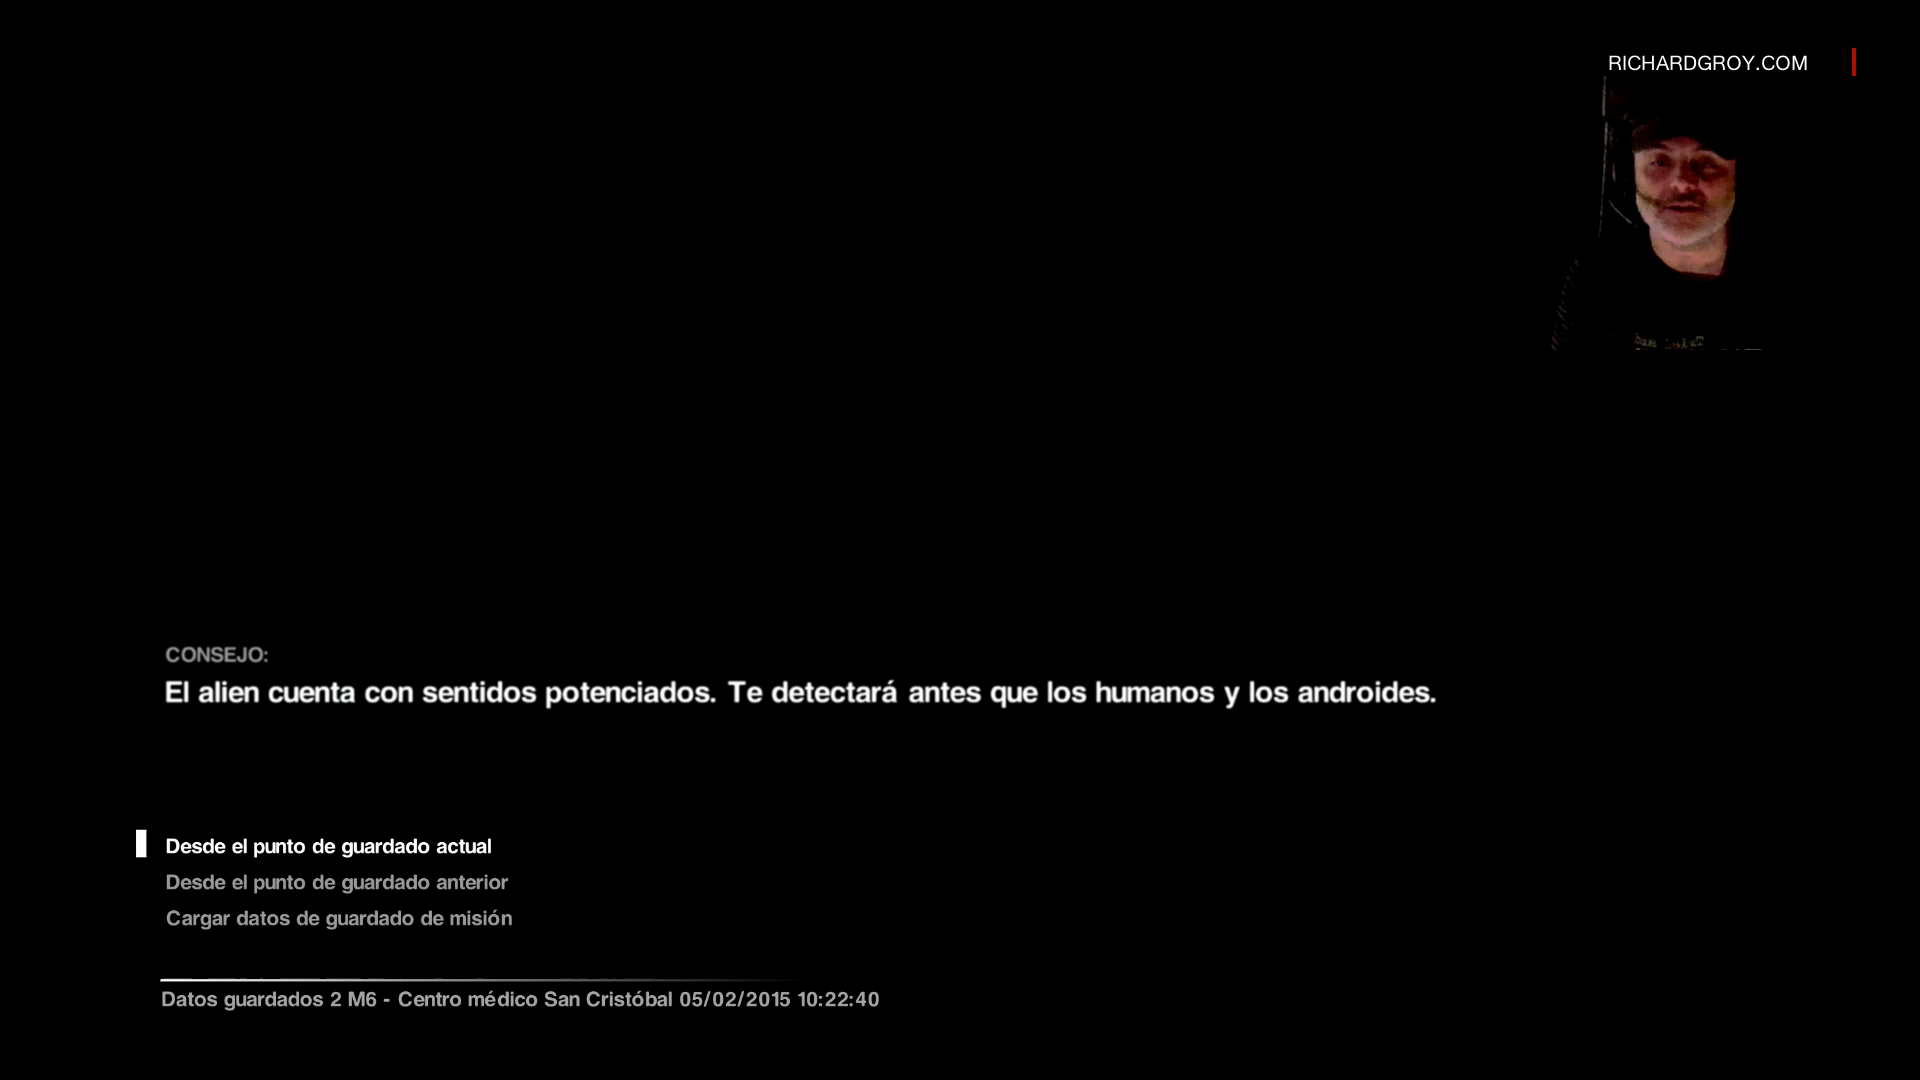 RICHARDGROY.COM
CONSEJO:
El alien cuenta con sentidos potenciados. Te detectará antes que los humanos y los androides.
Desde el punto de guardado actual
Desde el punto de guardado anterior
Cargar datos de guardado de misión
Datos guardados 2 M6 - Centro médico San Cristóbal 05/02/2015 10:22:40